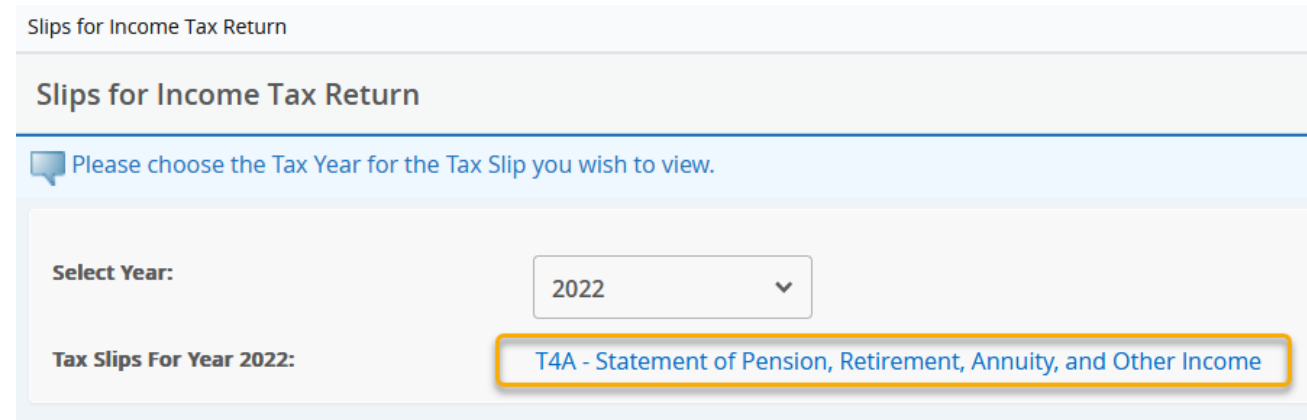 Slips for Income Tax Return
Slips for Income Tax Return
Please choose the Tax Year for the Tax Slip you wish to view.
Select Year:
2022
Tax Slips For Year 2022:
T4A - Statement of Pension, Retirement, Annuity, and Other Income